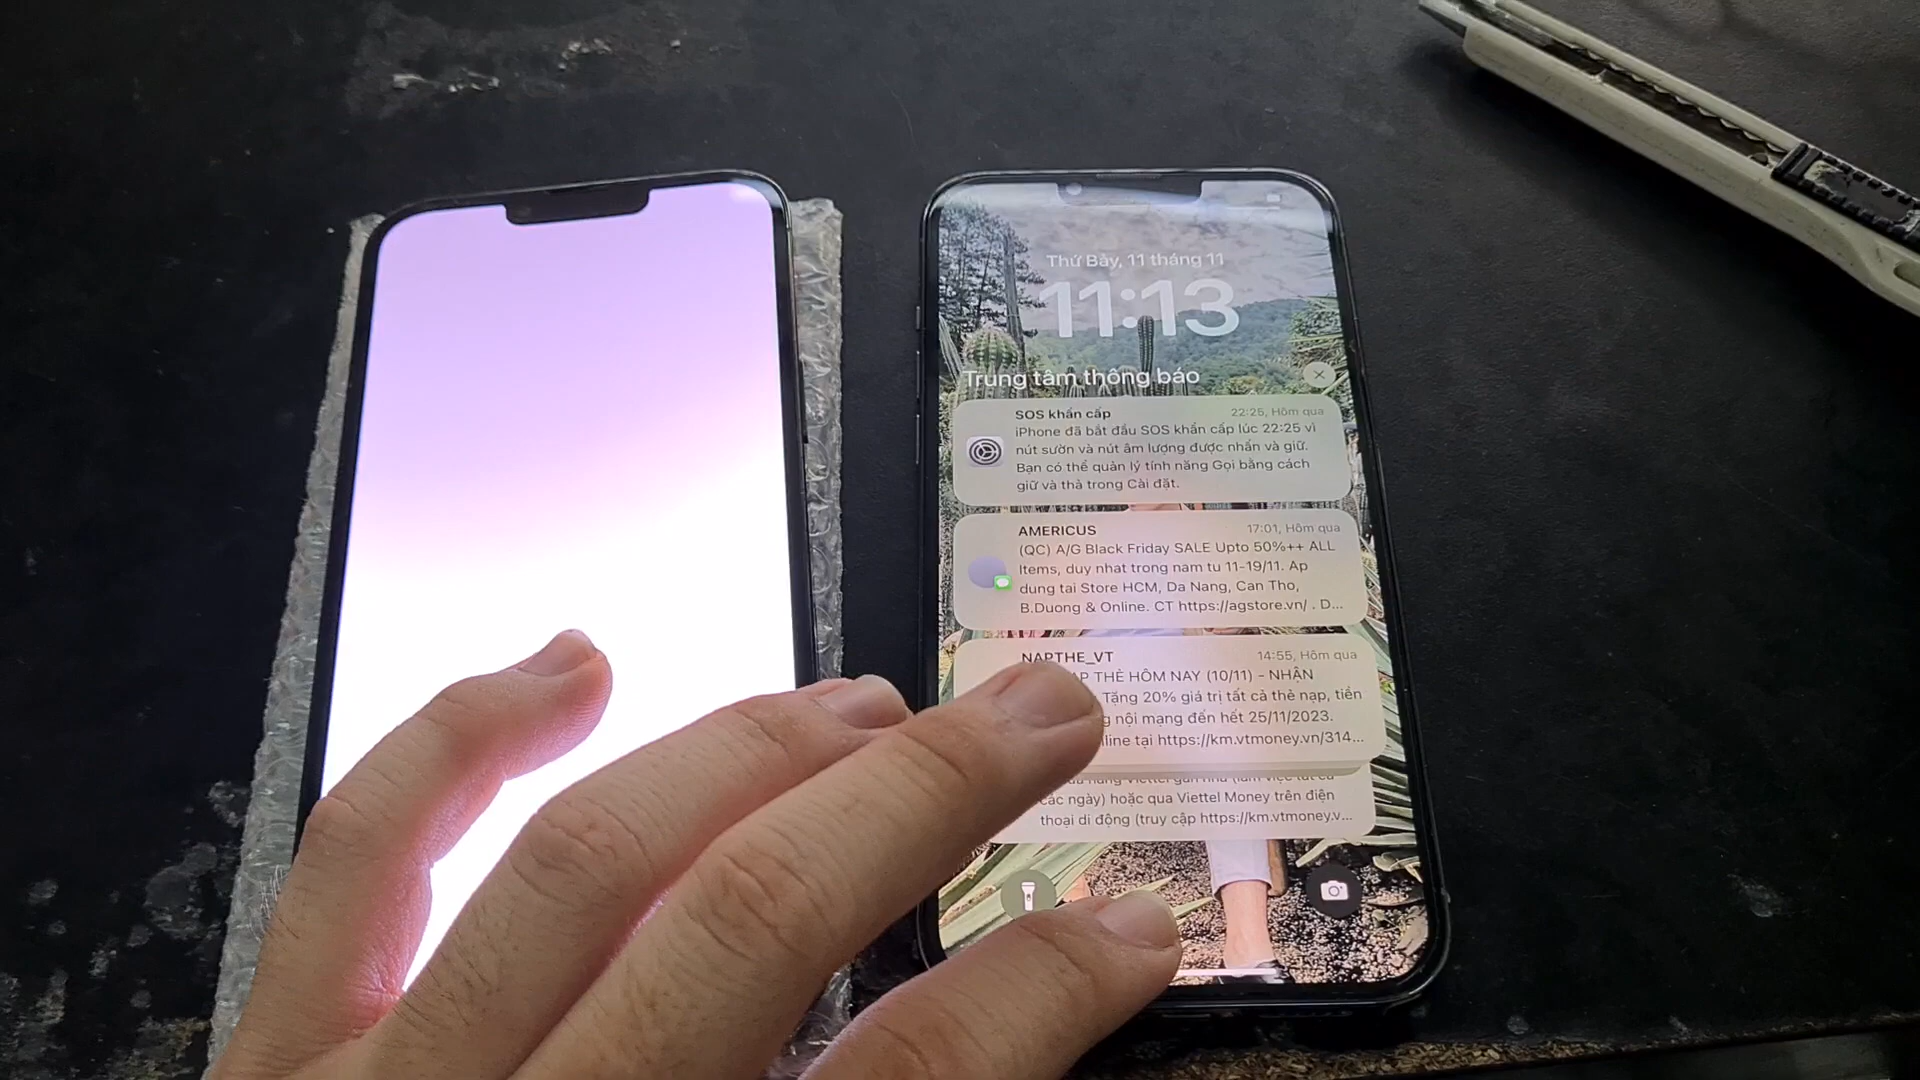 Thứ Bảy, 11 tháng 11
11:13
Trung tâm thông báo
SOS khẩn cấp 22:25, Hôm qua
iPhone đã bắt đầu SOS khẩn cấp lúc 22:25 vì
nút sườn và nút âm lượng được nhấn và giữ.
Bạn có thể quản lý tính năng Gọi bằng cách
giữ và thả trong Cài đặt.
AMERICUS 17:01, Hôm qua
(QC) A/G Black Friday SALE Upto 50%++ ALL
Items, duy nhat trong nam tu 11-19/11. Ap
dung tai Store HCM, Da Nang, Can Tho,
B.Duong & Online. CT https://agstore.vn/ . D...
NAPTHE_VT 14:55, Hôm qua
THẺ HÔM NAY (10/11) - NHẬN
Tặng 20% giá trị tất cả thẻ nạp, tiền
nội mạng đến hết 25/11/2023.
tại https://km.vtmoney.vn/314...
các ngày) hoặc qua Viettel Money trên điện
thoại di động (truy cập https://km.vtmoney.v...